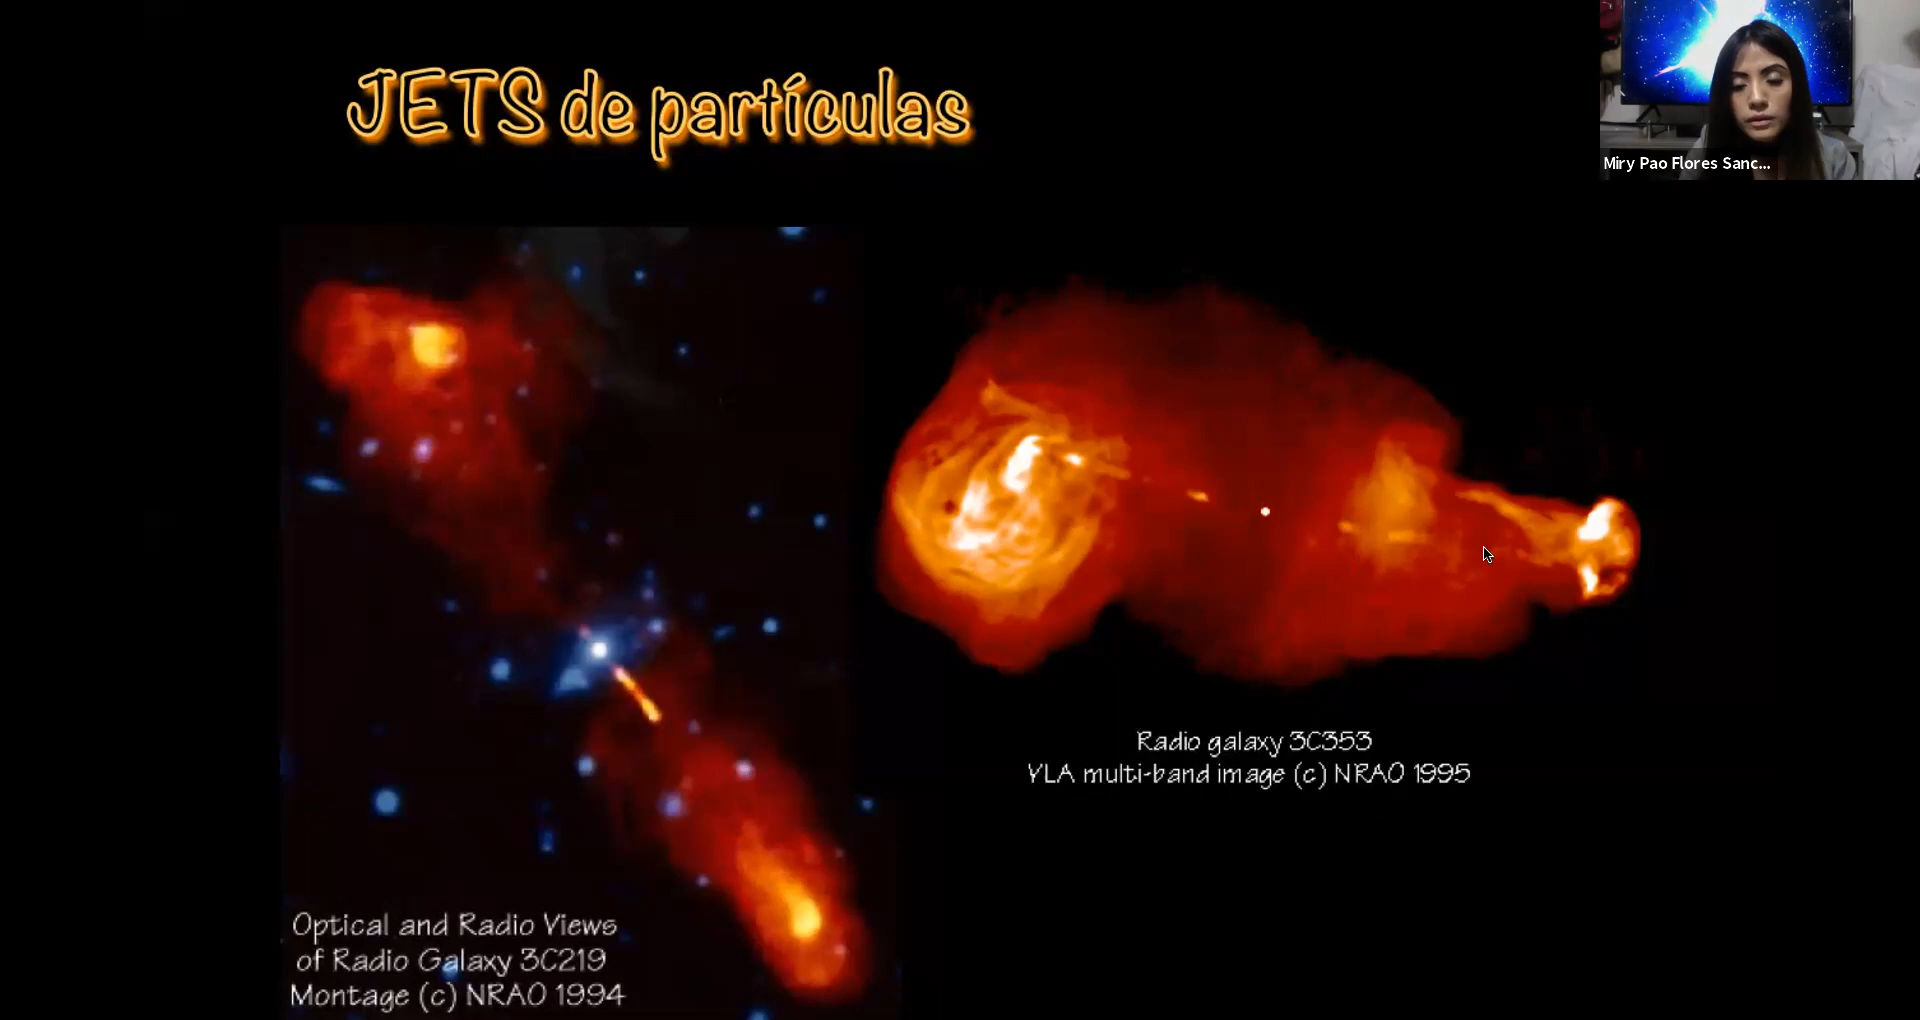 JETS de partículas
Miry Pao Flores Sanc...
Radio galaxy 3C353
VLA multi-band image (c) NRAO 1995
Optical and Radio Views
of Radio Galaxy 3C219
Montage (c) NRAO 1994